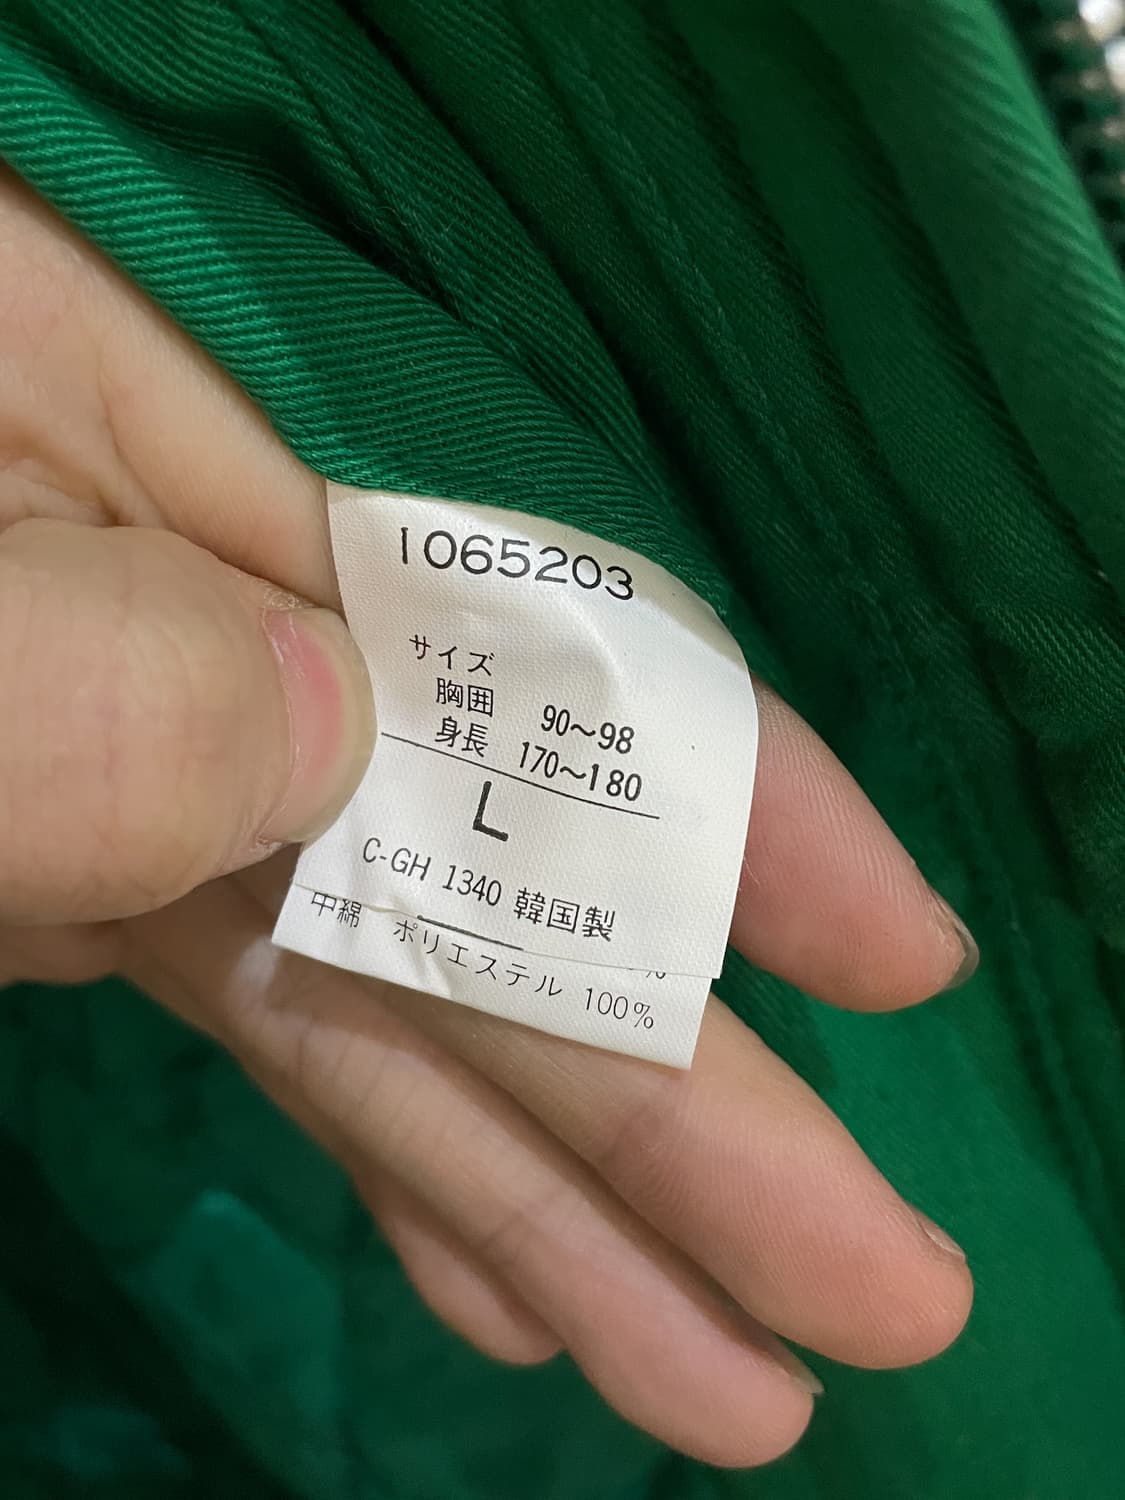 1065203
サイズ
胸囲 90~98
身長 170~180
L
C-GH 1340 韓国製
%
中綿 ポリエステル 100%